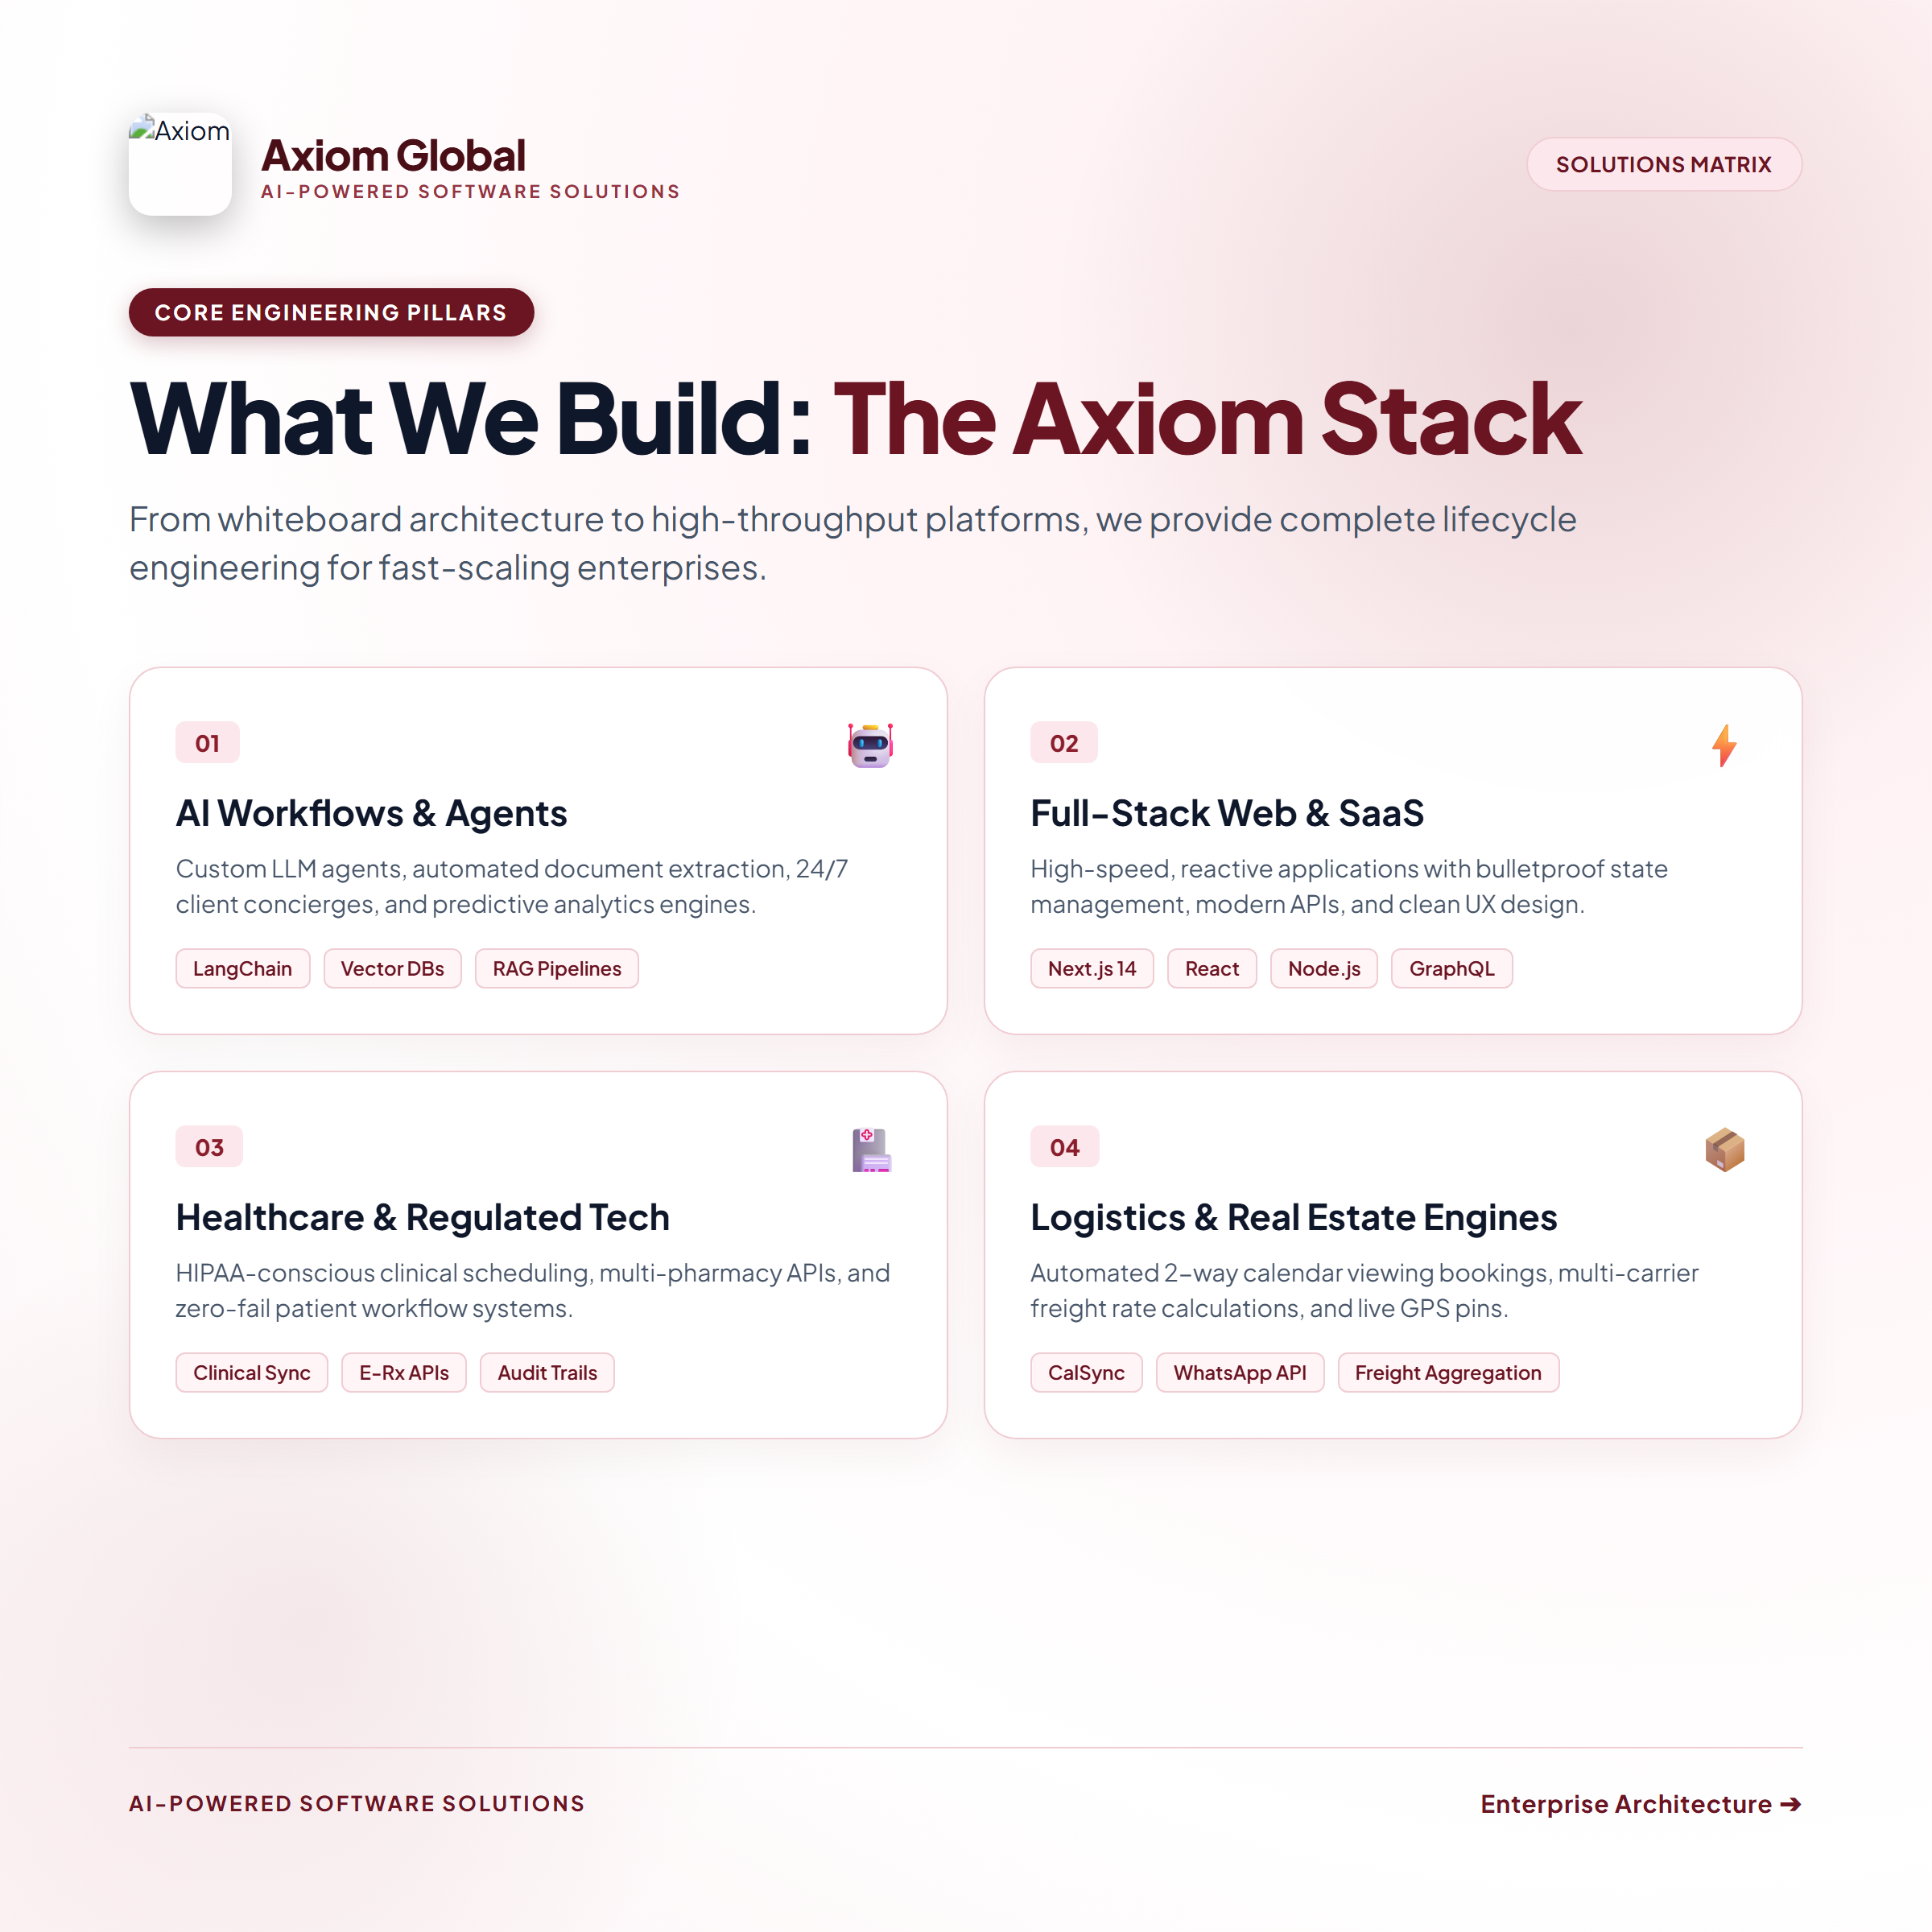 Axiom
Axiom Global
AI-POWERED SOFTWARE SOLUTIONS
SOLUTIONS MATRIX
CORE ENGINEERING PILLARS
What We Build: The Axiom Stack
From whiteboard architecture to high-throughput platforms, we provide complete lifecycle
engineering for fast-scaling enterprises.
01
AI Workflows & Agents
Custom LLM agents, automated document extraction, 24/7
client concierges, and predictive analytics engines.
LangChain
Vector DBs
RAG Pipelines
02
Full-Stack Web & SaaS
High-speed, reactive applications with bulletproof state
management, modern APIs, and clean UX design.
Next.js 14
React
Node.js
GraphQL
03
Healthcare & Regulated Tech
HIPAA-conscious clinical scheduling, multi-pharmacy APIs, and
zero-fail patient workflow systems.
Clinical Sync
E-Rx APIs
Audit Trails
04
Logistics & Real Estate Engines
Automated 2-way calendar viewing bookings, multi-carrier
freight rate calculations, and live GPS pins.
CalSync
WhatsApp API
Freight Aggregation
AI-POWERED SOFTWARE SOLUTIONS
Enterprise Architecture ➔